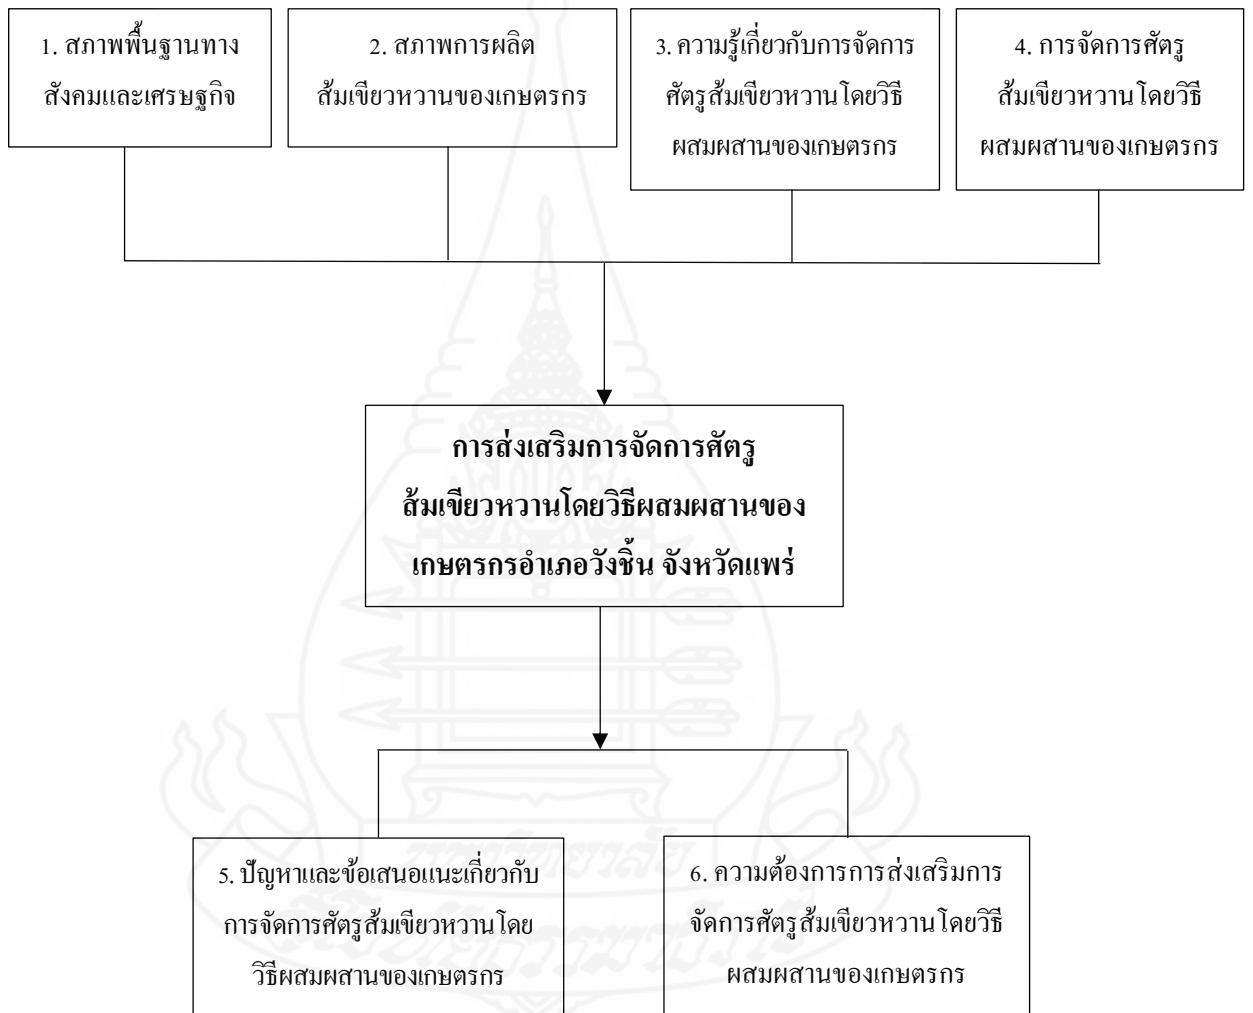 1. สภาพพื้นฐานทาง
สังคมและเศรษฐกิจ
2. สภาพการผลิต
ส้มเขียวหวานของเกษตรกร
3. ความรู้เกี่ยวกับการจัดการ
ศัตรูส้มเขียวหวานโดยวิธี
ผสมผสานของเกษตรกร
4. การจัดการศัตรู
ส้มเขียวหวานโดยวิธี
ผสมผสานของเกษตรกร
การส่งเสริมการจัดการศัตรู
ส้มเขียวหวานโดยวิธีผสมผสานของ
เกษตรกรอำเภอวังชิ้น จังหวัดแพร่
5. ปัญหาและข้อเสนอแนะเกี่ยวกับ
การจัดการศัตรูส้มเขียวหวานโดย
วิธีผสมผสานของเกษตรกร
6. ความต้องการการส่งเสริมการ
จัดการศัตรูส้มเขียวหวานโดยวิธี
ผสมผสานของเกษตรกร